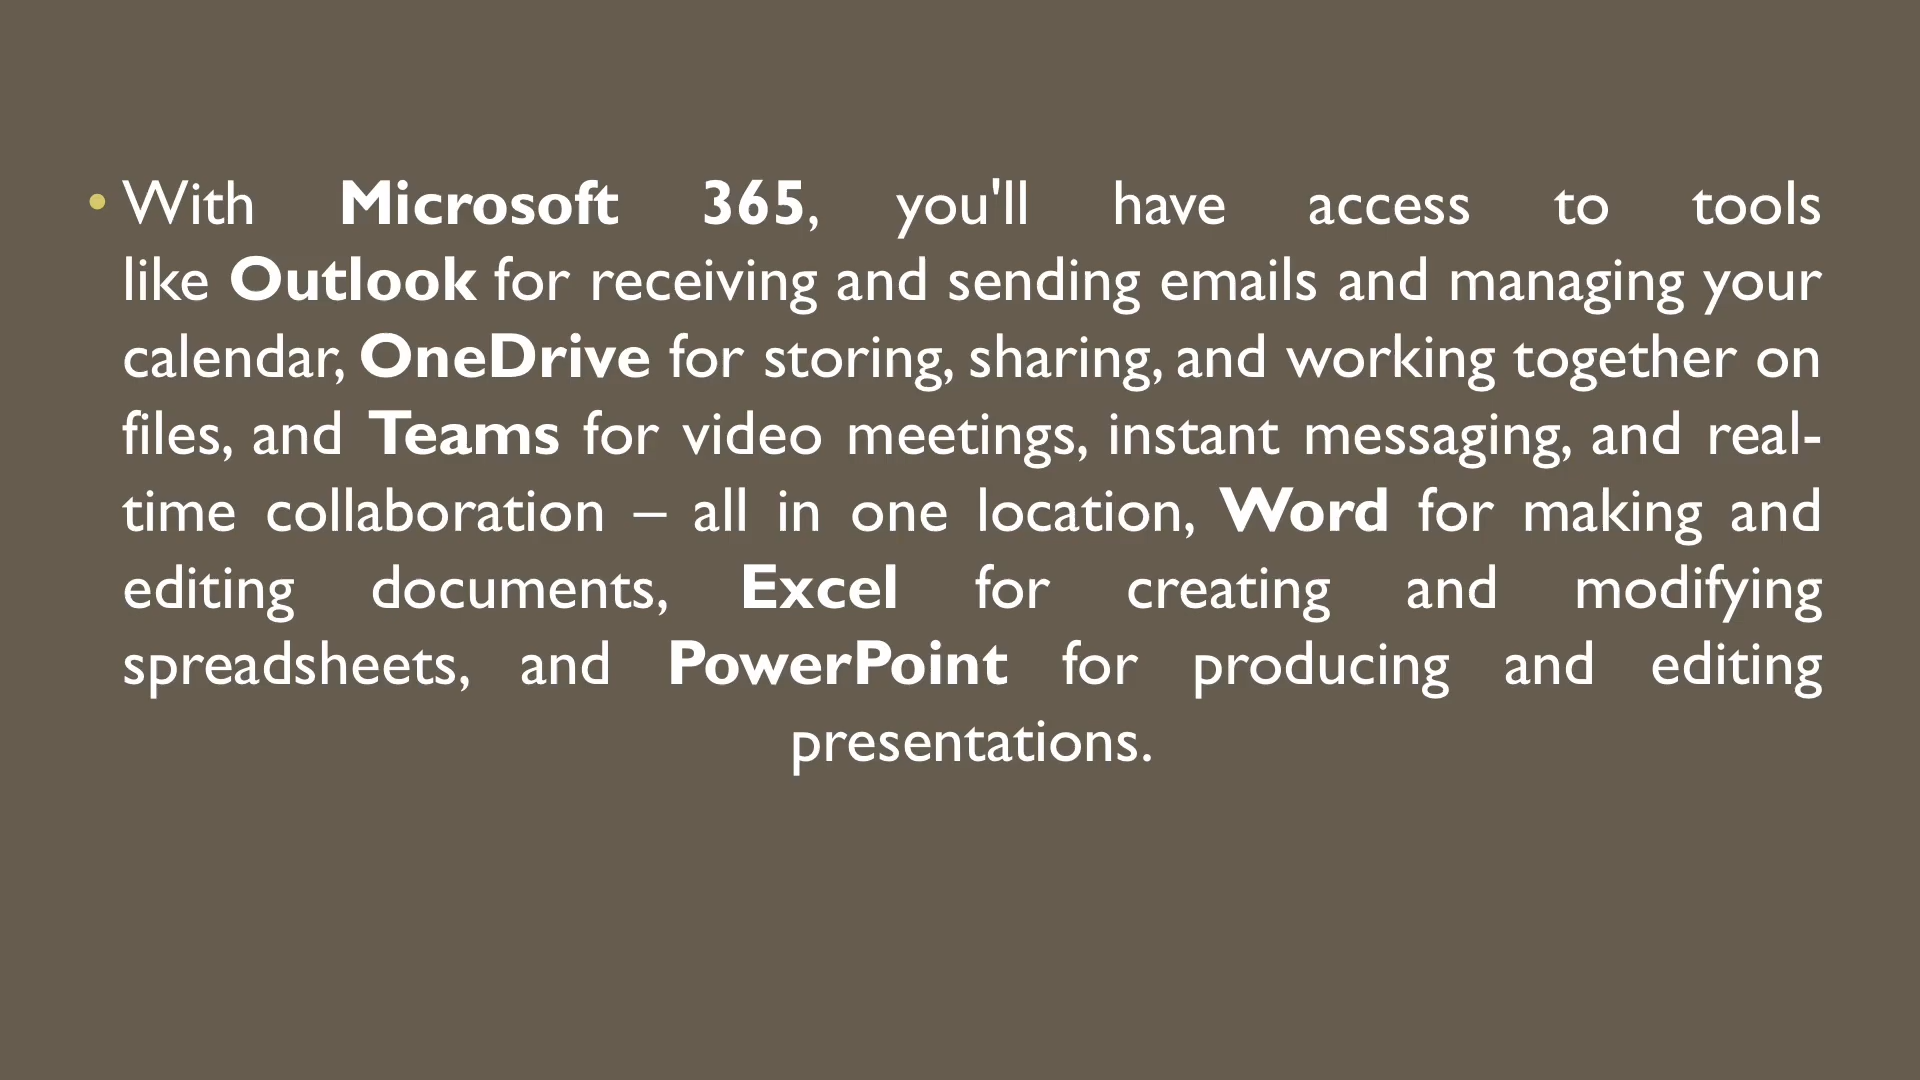 • With Microsoft 365, you'll have access to tools
like Outlook for receiving and sending emails and managing your
calendar, OneDrive for storing, sharing, and working together on
files, and Teams for video meetings, instant messaging, and real-
time collaboration – all in one location, Word for making and
editing documents, Excel for creating and modifying
spreadsheets, and PowerPoint for producing and editing
presentations.